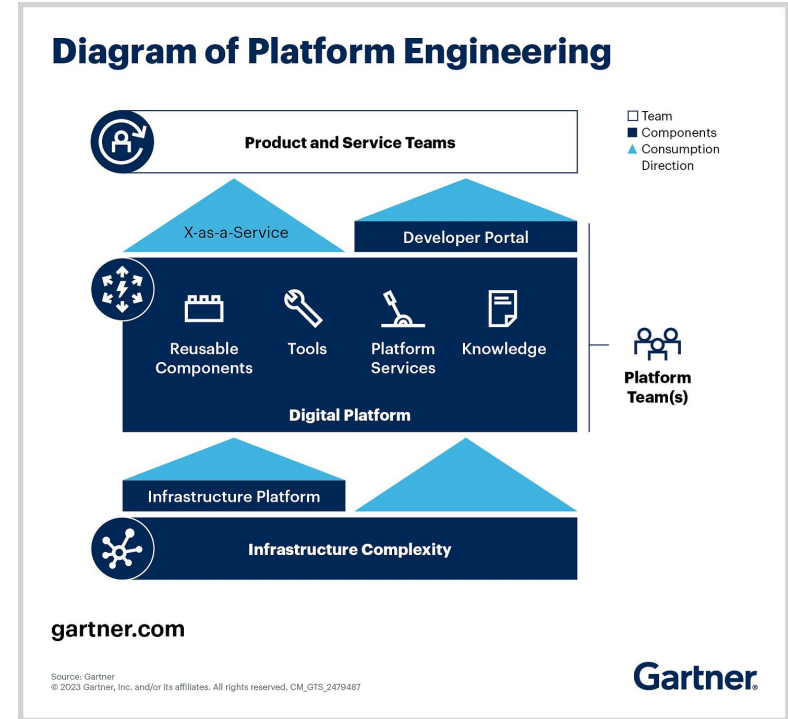 Diagram of Platform Engineering
Product and Service Teams
Team
Components
Consumption
Direction
X-as-a-Service
Developer Portal
Reusable
Components
Tools
Platform
Services
Knowledge
Digital Platform
Platform
Team(s)
Infrastructure Platform
Infrastructure Complexity
gartner.com
Source: Gartner
© 2023 Gartner, Inc. and/or its affiliates. All rights reserved. CM_GTS_2479487
Gartner®